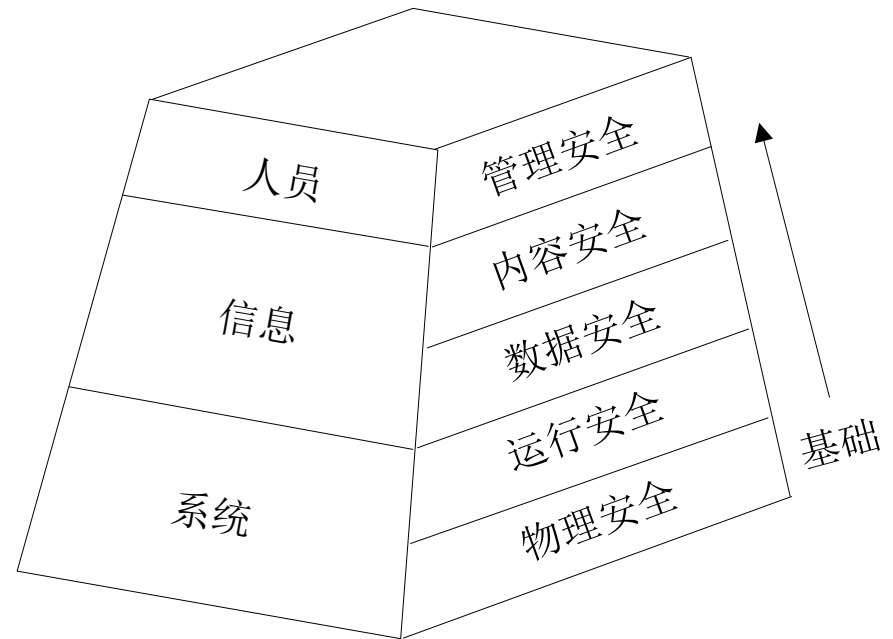 人员
信息
系统
管理安全
内容安全
数据安全
运行安全
物理安全
基础